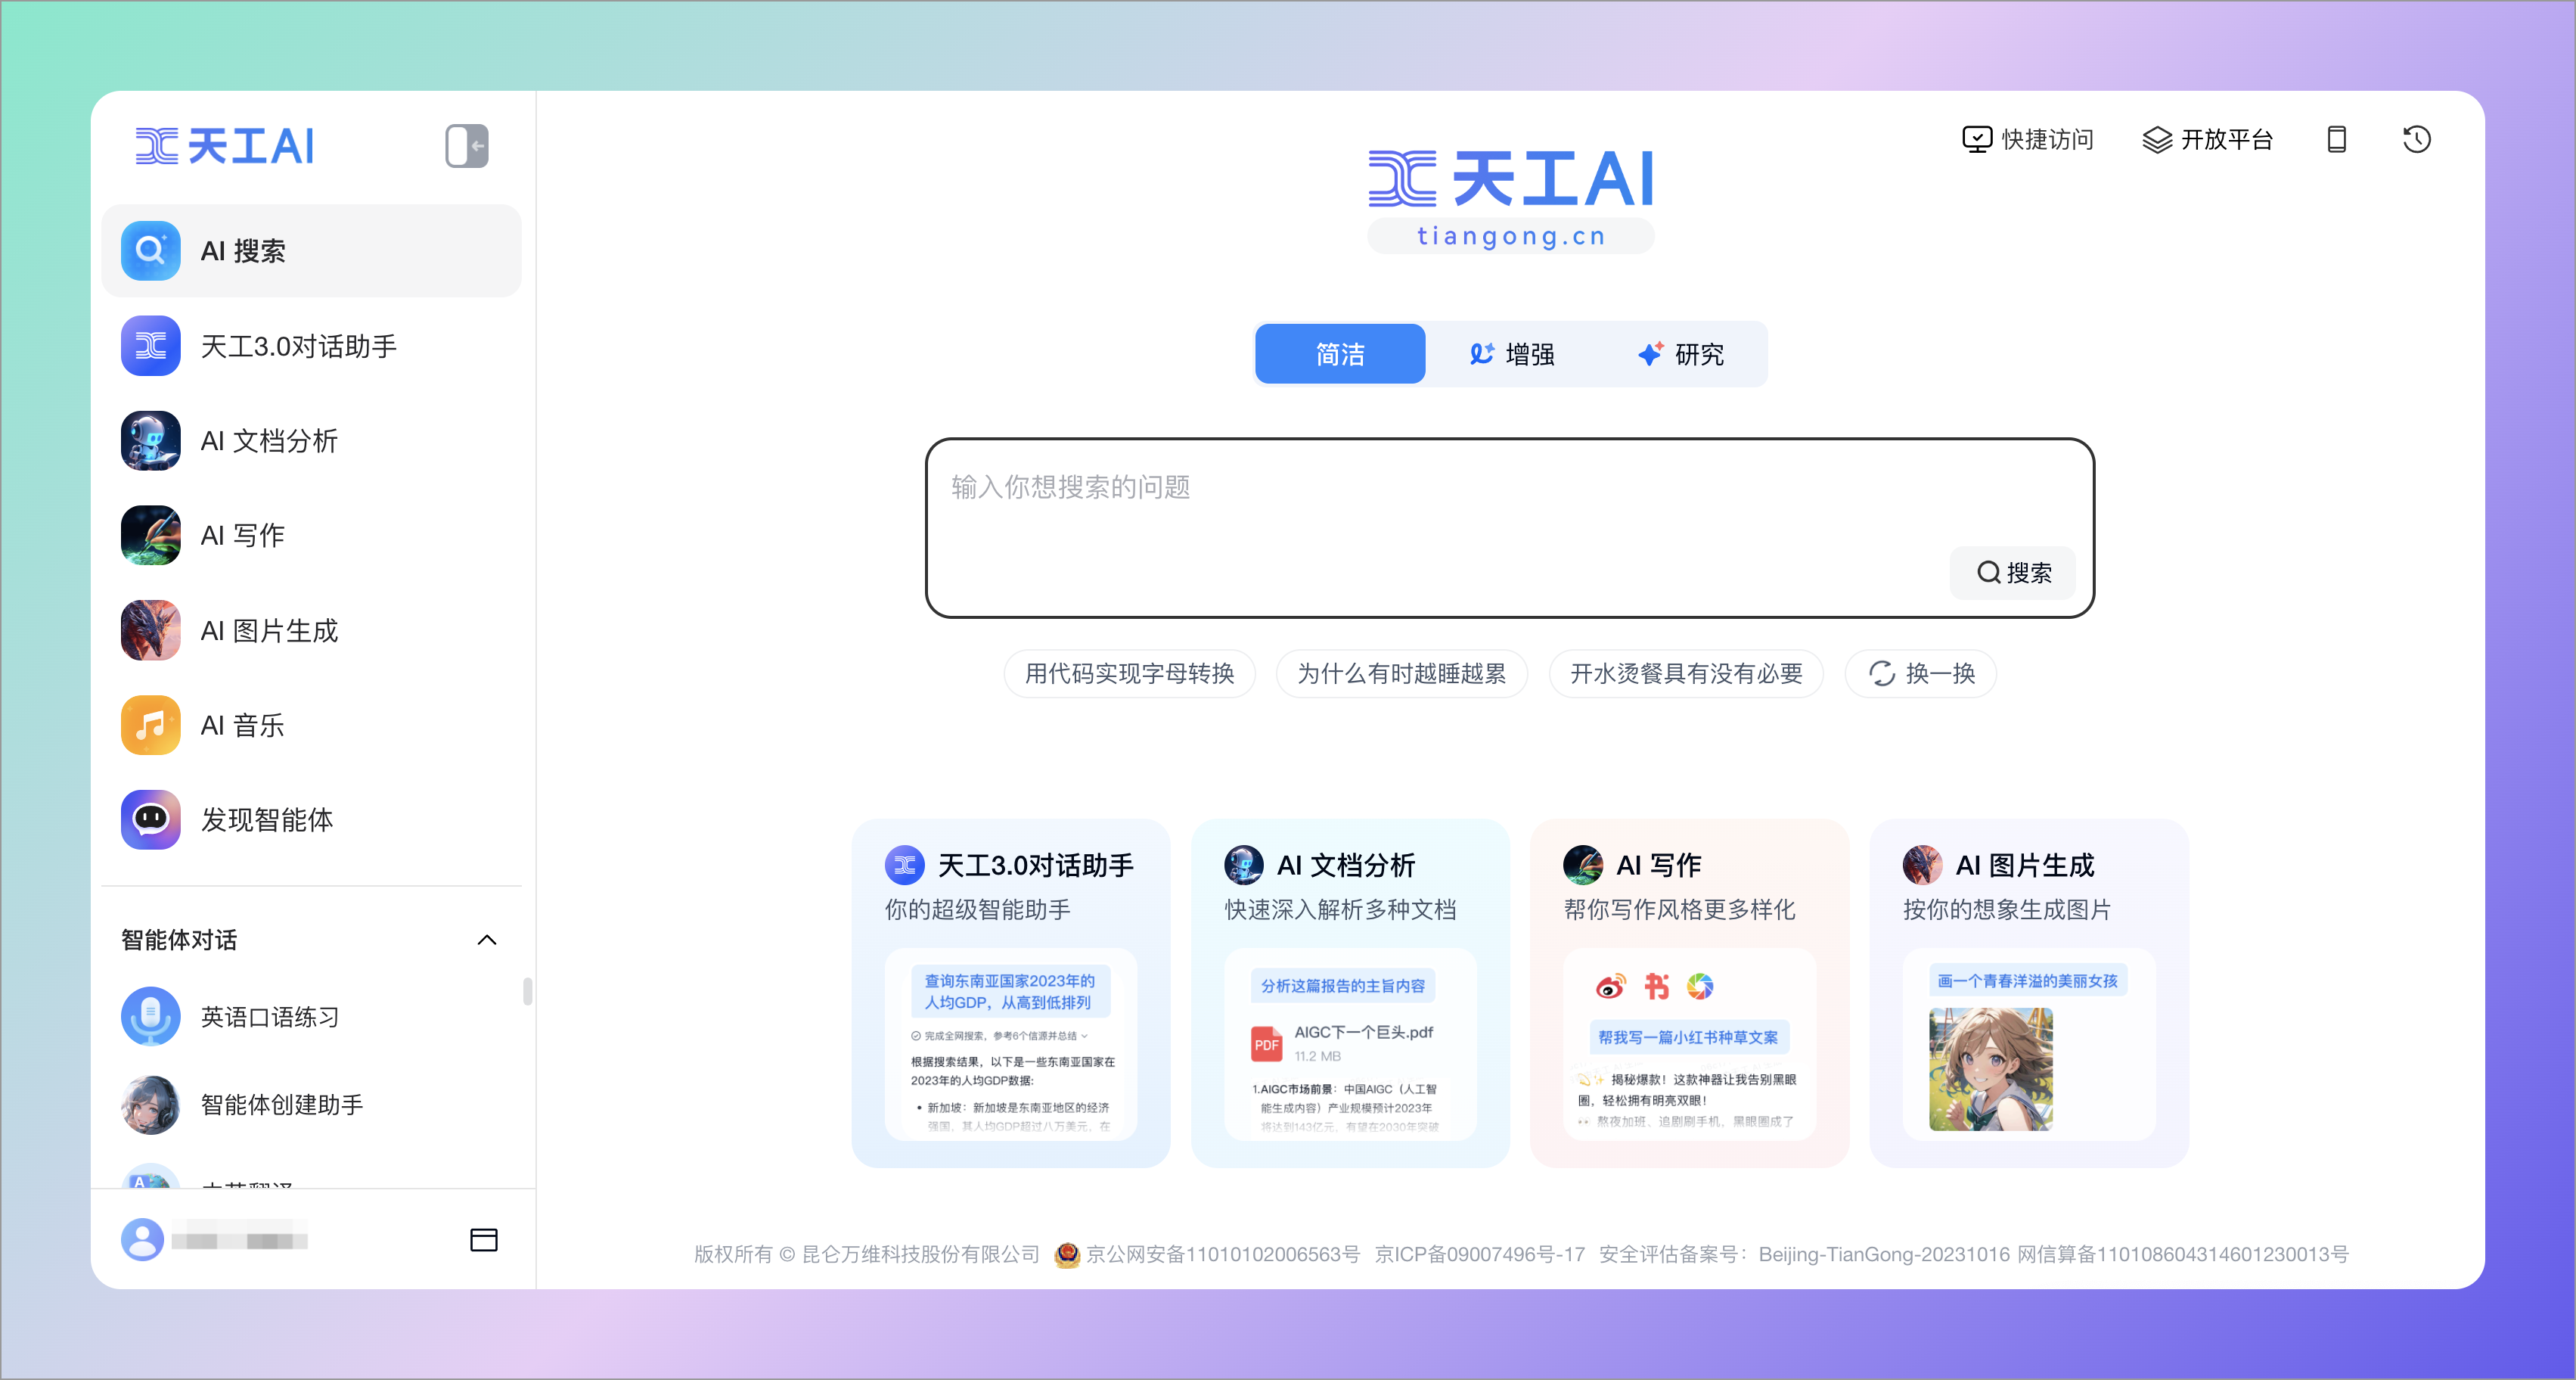 天工AI
AI 搜索
天工3.0对话助手
AI 文档分析
AI 写作
AI 图片生成
AI 音乐
发现智能体
智能体对话
英语口语练习
智能体创建助手
快捷访问
开放平台
天工AI
tiangong.cn
简洁
增强
研究
输入你想搜索的问题
搜索
用代码实现字母转换
为什么有时越睡越累
开水烫餐具有没有必要
换一换
天工3.0对话助手
你的超级智能助手
查询东南亚国家2023年的
人均GDP，从高到低排列
完成全网搜索，参考6个信源并总结
根据搜索结果，以下是一些东南亚国家在
2023年的人均GDP数据：
• 新加坡：新加坡是东南亚地区的经济
强国，其人均GDP超过八万美元，在
AI 文档分析
快速深入解析多种文档
分析这篇报告的主旨内容
PDF
AIGC下一个巨头.pdf
11.2 MB
1.AIGC市场前景：中国AIGC（人工智
能生成内容）产业规模预计2023年
将达到143亿元，有望在2030年突破
AI 写作
帮你写作风格更多样化
书
帮我写一篇小红书种草文案
💫✨ 揭秘爆款！这款神器让我告别黑眼
圈，轻松拥有明亮双眼！
👀 熬夜加班、追剧刷手机，黑眼圈成了
AI 图片生成
按你的想象生成图片
画一个青春洋溢的美丽女孩
版权所有 © 昆仑万维科技股份有限公司 京公网安备11010102006563号 京ICP备09007496号-17 安全评估备案号：Beijing-TianGong-20231016 网信算备110108604314601230013号